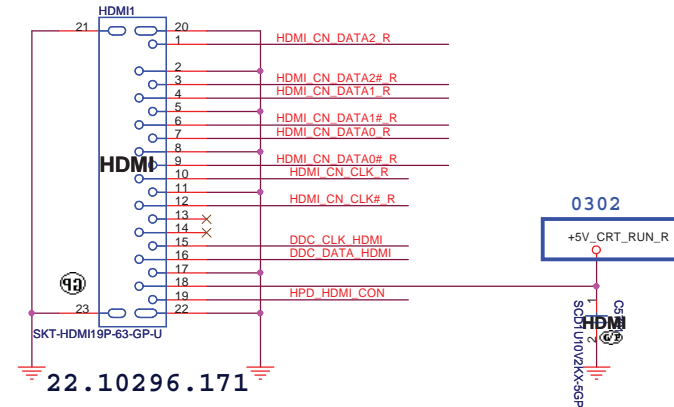 HDMI1
21
20
1
HDMI_CN_DATA2_R
2
3
HDMI_CN_DATA2#_R
4
HDMI_CN_DATA1_R
5
6
HDMI_CN_DATA1#_R
7
HDMI_CN_DATA0_R
8
HDMI
9
HDMI_CN_DATA0#_R
10
HDMI_CN_CLK_R
11
12
HDMI_CN_CLK#_R
13
14
15
DDC_CLK_HDMI
16
DDC_DATA_HDMI
17
18
19
HPD_HDMI_CON
23
22
SKT-HDMI19P-63-GP-U
22.10296.171
0302
+5V_CRT_RUN_R
1
2
HDMI
SCD1U10V2KX-5GP